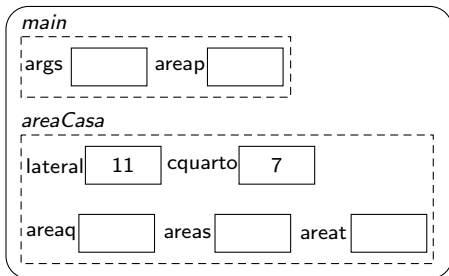 main
args areap
areaCasa
lateral 11 cquarto 7
areaq areas areat